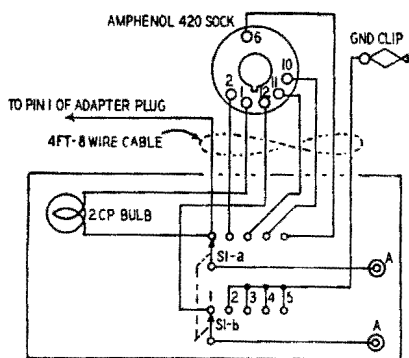 AMPHENOL 420 SOCK
GND CLIP
6
10
2
1
12
11
TO PIN 1 OF ADAPTER PLUG
4FT-8 WIRE CABLE
2 CP BULB
S1-a
A
1
2
3
4
5
S1-b
A